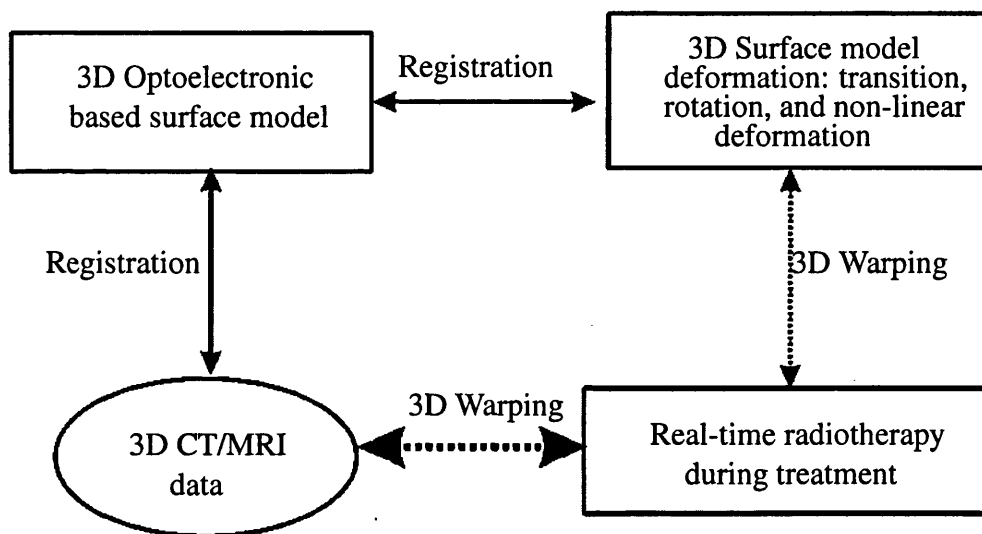 3D Optoelectronic
based surface model
Registration
3D Surface model
deformation: transition,
rotation, and non-linear
deformation
Registration
3D Warping
3D CT/MRI
data
3D Warping
Real-time radiotherapy
during treatment